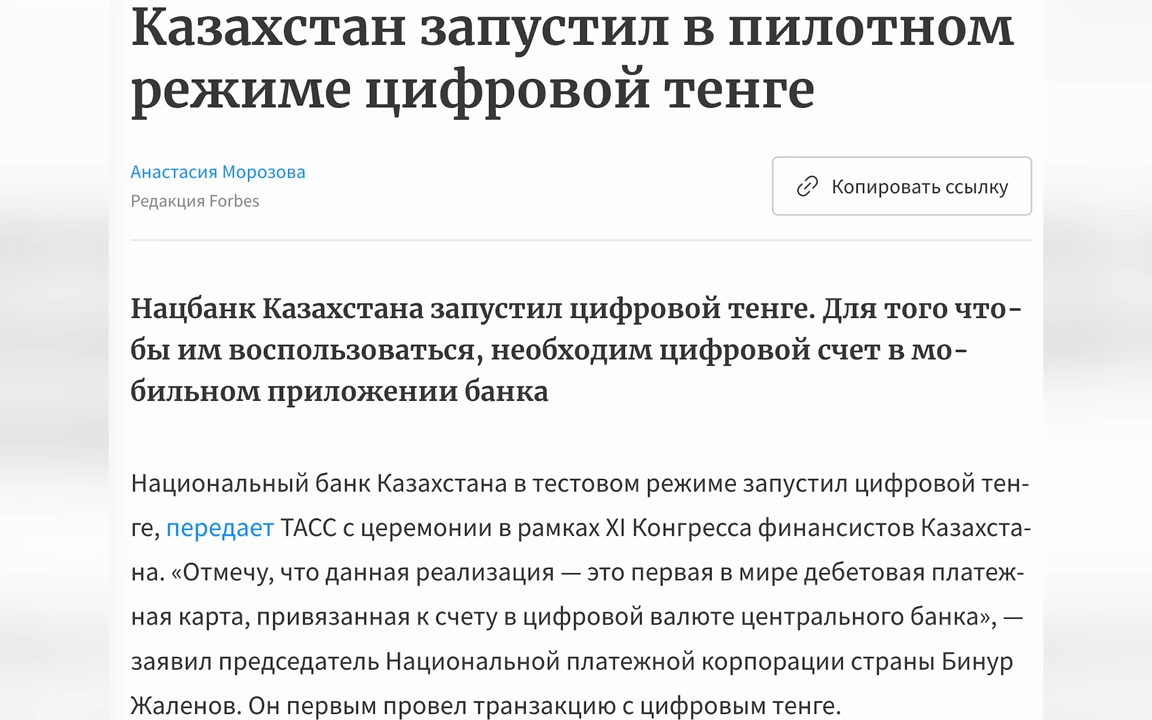 Казахстан запустил в пилотном
режиме цифровой тенге
Анастасия Морозова
Редакция Forbes
Копировать ссылку
Нацбанк Казахстана запустил цифровой тенге. Для того что-
бы им воспользоваться, необходим цифровой счет в мо-
бильном приложении банка
Национальный банк Казахстана в тестовом режиме запустил цифровой тен-
ге, передает ТАСС с церемонии в рамках XI Конгресса финансистов Казахста-
на. «Отмечу, что данная реализация — это первая в мире дебетовая платеж-
ная карта, привязанная к счету в цифровой валюте центрального банка», —
заявил председатель Национальной платежной корпорации страны Бинур
Жаленов. Он первым провел транзакцию с цифровым тенге.